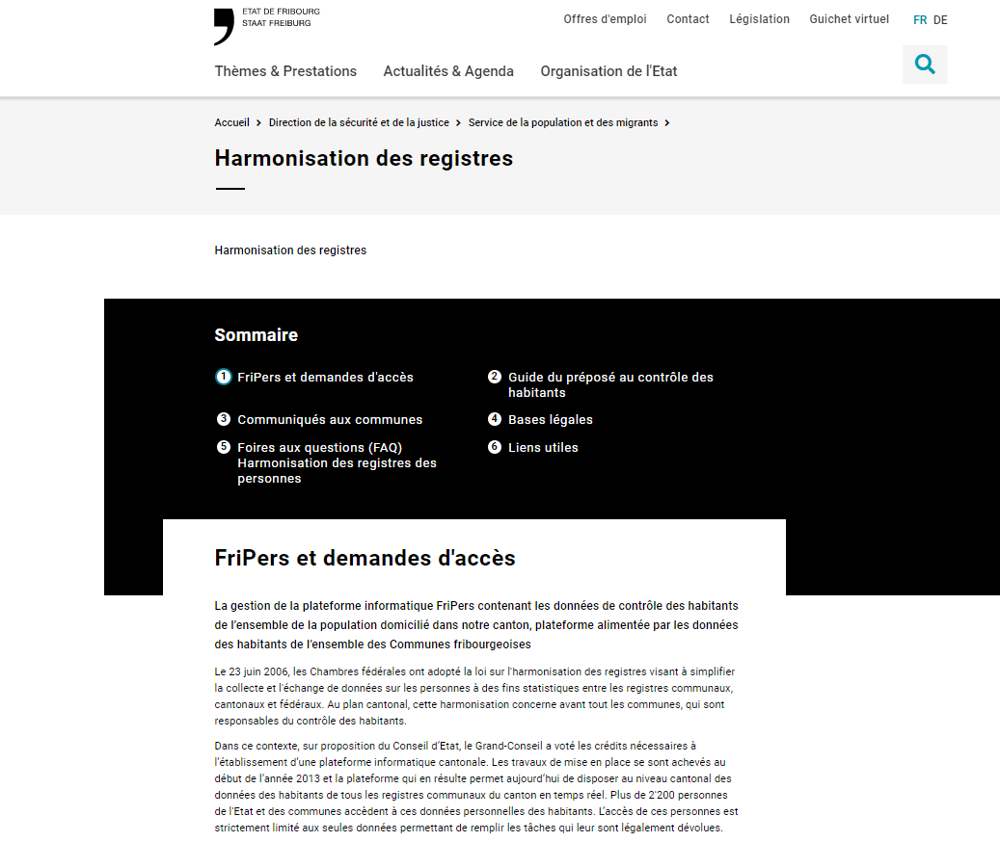 ETAT DE FRIBOURG
STAAT FREIBURG
Offres d'emploi Contact Législation Guichet virtuel FR DE
Thèmes & Prestations Actualités & Agenda Organisation de l'Etat
Accueil > Direction de la sécurité et de la justice > Service de la population et des migrants >
Harmonisation des registres
Harmonisation des registres
Sommaire
1 FriPers et demandes d'accès
2 Guide du préposé au contrôle des
habitants
3 Communiqués aux communes
4 Bases légales
5 Foires aux questions (FAQ)
Harmonisation des registres des
personnes
6 Liens utiles
FriPers et demandes d'accès
La gestion de la plateforme informatique FriPers contenant les données de contrôle des habitants
de l’ensemble de la population domicilié dans notre canton, plateforme alimentée par les données
des habitants de l’ensemble des Communes fribourgeoises
Le 23 juin 2006, les Chambres fédérales ont adopté la loi sur l'harmonisation des registres visant à simplifier
la collecte et l'échange de données sur les personnes à des fins statistiques entre les registres communaux,
cantonaux et fédéraux. Au plan cantonal, cette harmonisation concerne avant tout les communes, qui sont
responsables du contrôle des habitants.
Dans ce contexte, sur proposition du Conseil d’Etat, le Grand-Conseil a voté les crédits nécessaires à
l’établissement d’une plateforme informatique cantonale. Les travaux de mise en place se sont achevés au
début de l’année 2013 et la plateforme qui en résulte permet aujourd’hui de disposer au niveau cantonal des
données des habitants de tous les registres communaux du canton en temps réel. Plus de 2'200 personnes
de l'Etat et des communes accèdent à ces données personnelles des habitants. L’accès de ces personnes est
strictement limité aux seules données permettant de remplir les tâches qui leur sont légalement dévolues.